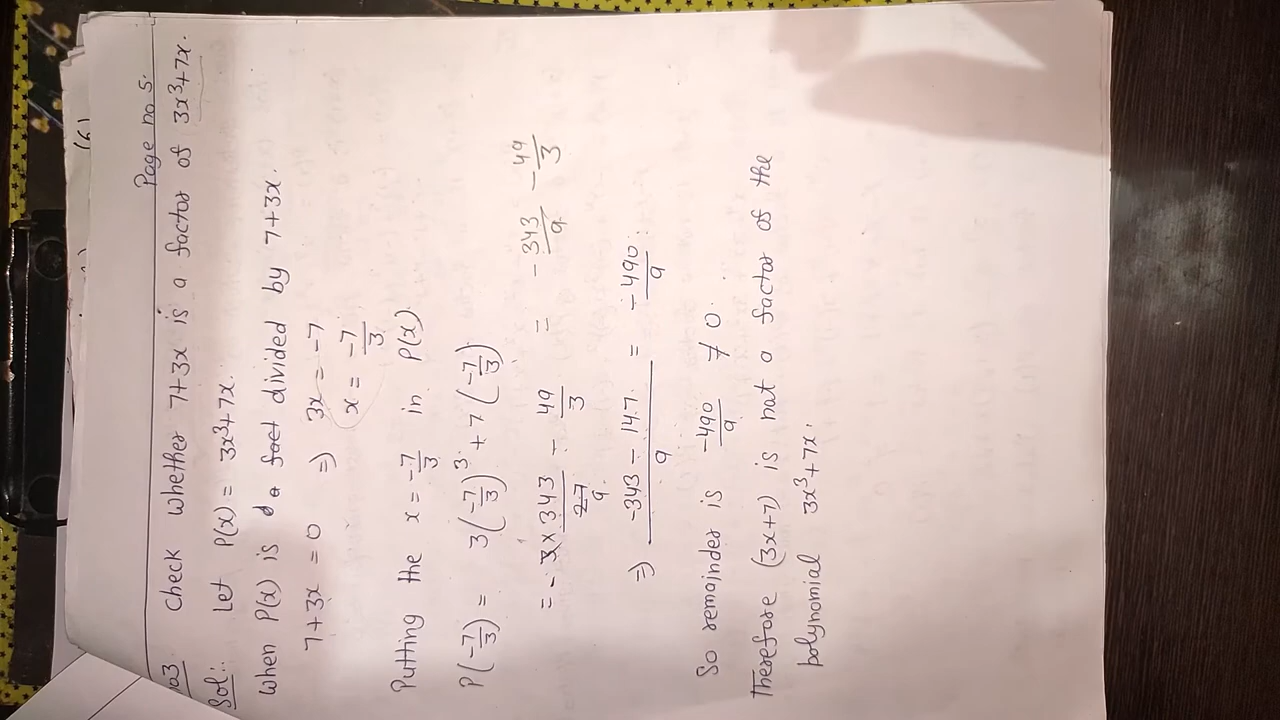 Page no 5.
Q3 Check whether 7+3x is a factor of 3x³+7x.
Sol:. Let P(x) = 3x³+7x.
When P(x) is divided by 7+3x.
7+3x = 0 ⇒ 3x = -7
x = -7/3
Putting the x = -7/3 in P(x)
P(-7/3) = 3(-7/3)³ + 7(-7/3)
= - 3×343/27 9 - 49/3 = -343/9 - 49/3
⇒ -343 - 147/9 = -490/9
So remainder is -490/9 ≠ 0.
Therefore (3x+7) is not a factor of the
polynomial 3x³+7x.